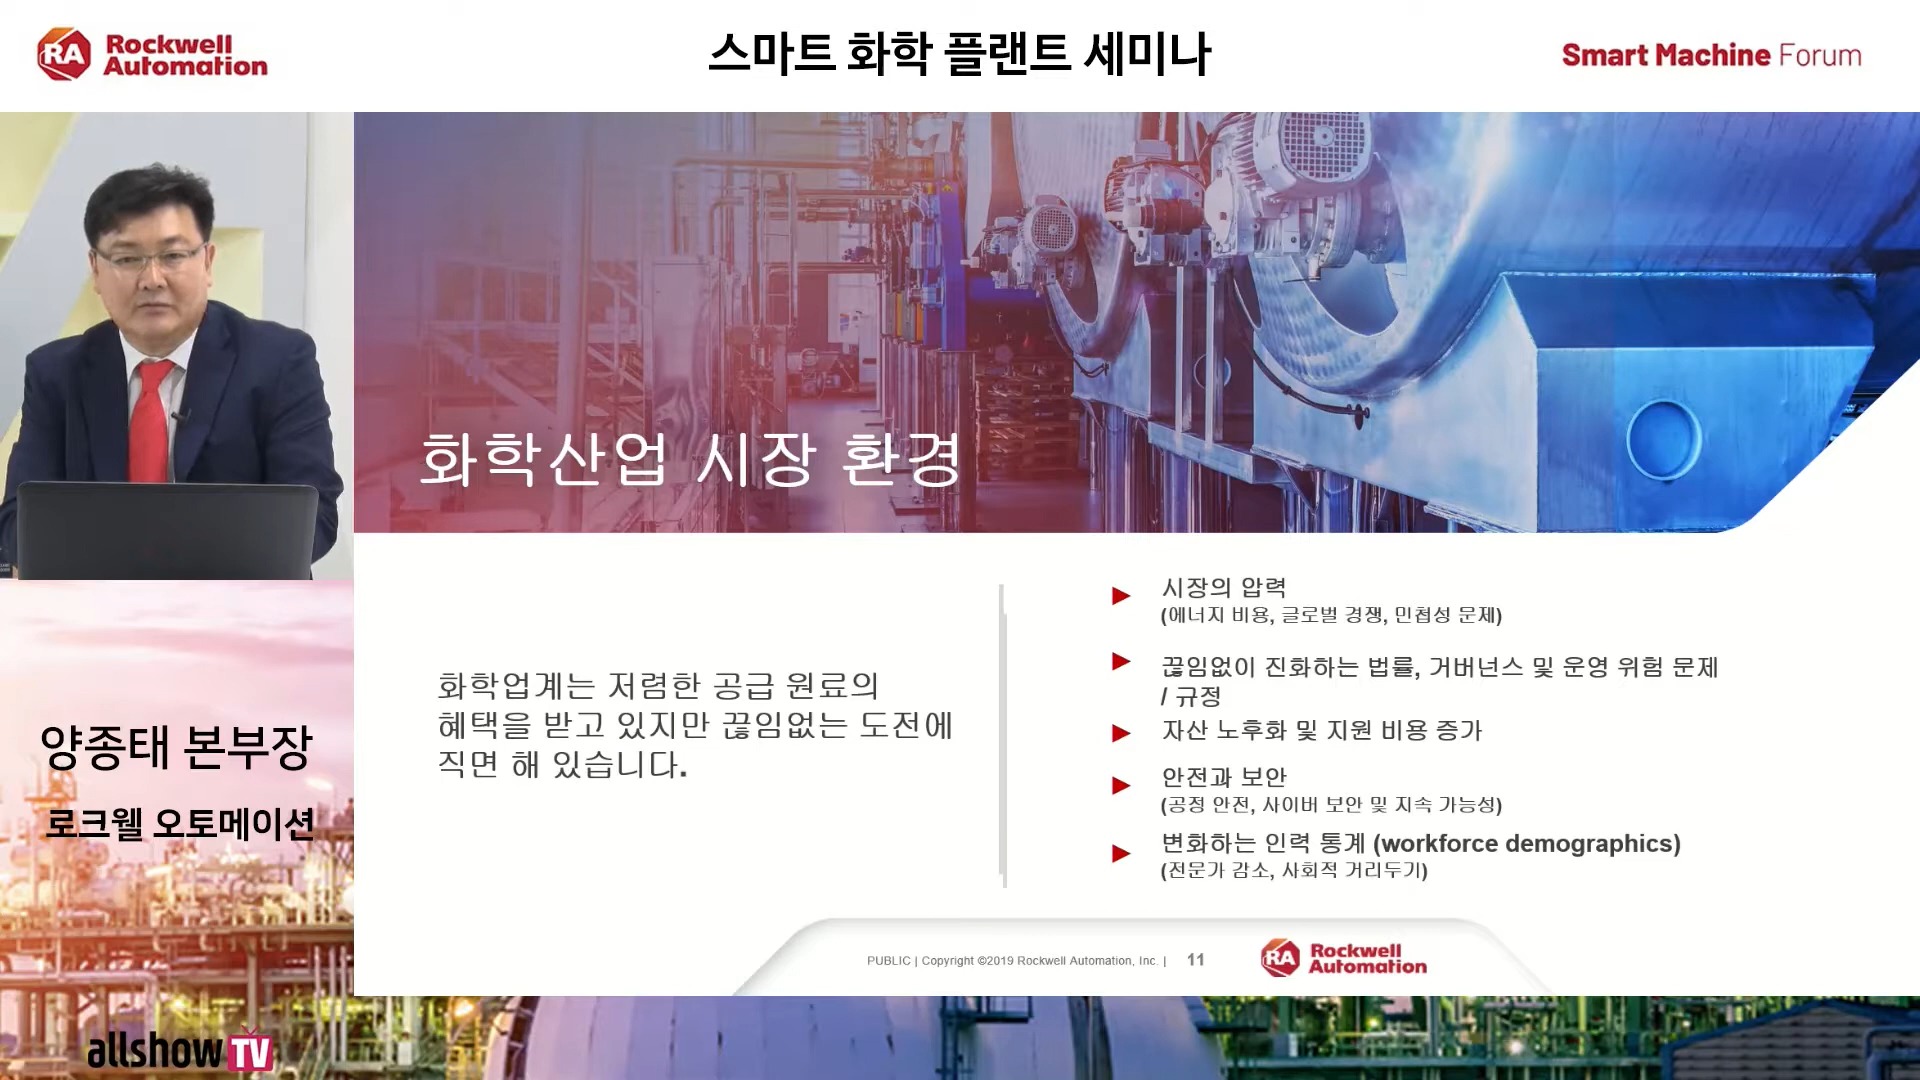 Rockwell
Automation
스마트 화학 플랜트 세미나
Smart Machine Forum
화학산업 시장 환경
화학업계는 저렴한 공급 원료의
혜택을 받고 있지만 끊임없는 도전에
직면 해 있습니다.
시장의 압력
(에너지 비용, 글로벌 경쟁, 민첩성 문제)
끊임없이 진화하는 법률, 거버넌스 및 운영 위험 문제
/ 규정
자산 노후화 및 지원 비용 증가
안전과 보안
(공정 안전, 사이버 보안 및 지속 가능성)
변화하는 인력 통계 (workforce demographics)
(전문가 감소, 사회적 거리두기)
양종태 본부장
로크웰 오토메이션
PUBLIC | Copyright ©2019 Rockwell Automation, Inc. | 11
RA Rockwell
Automation
allshow TV